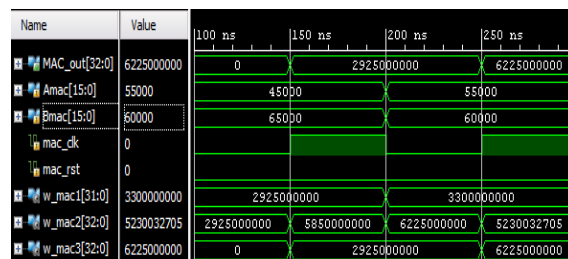 Name Value 100 ns 150 ns 200 ns 250 ns
MAC_out[32:0] 6225000000 0 2925000000 6225000000
Amac[15:0] 55000 45000 55000
Bmac[15:0] 60000 65000 60000
mac_clk 0
mac_rst 0
w_mac1[31:0] 3300000000 2925000000 3300000000
w_mac2[32:0] 5230032705 2925000000 5850000000 6225000000 5230032705
w_mac3[32:0] 6225000000 0 2925000000 6225000000